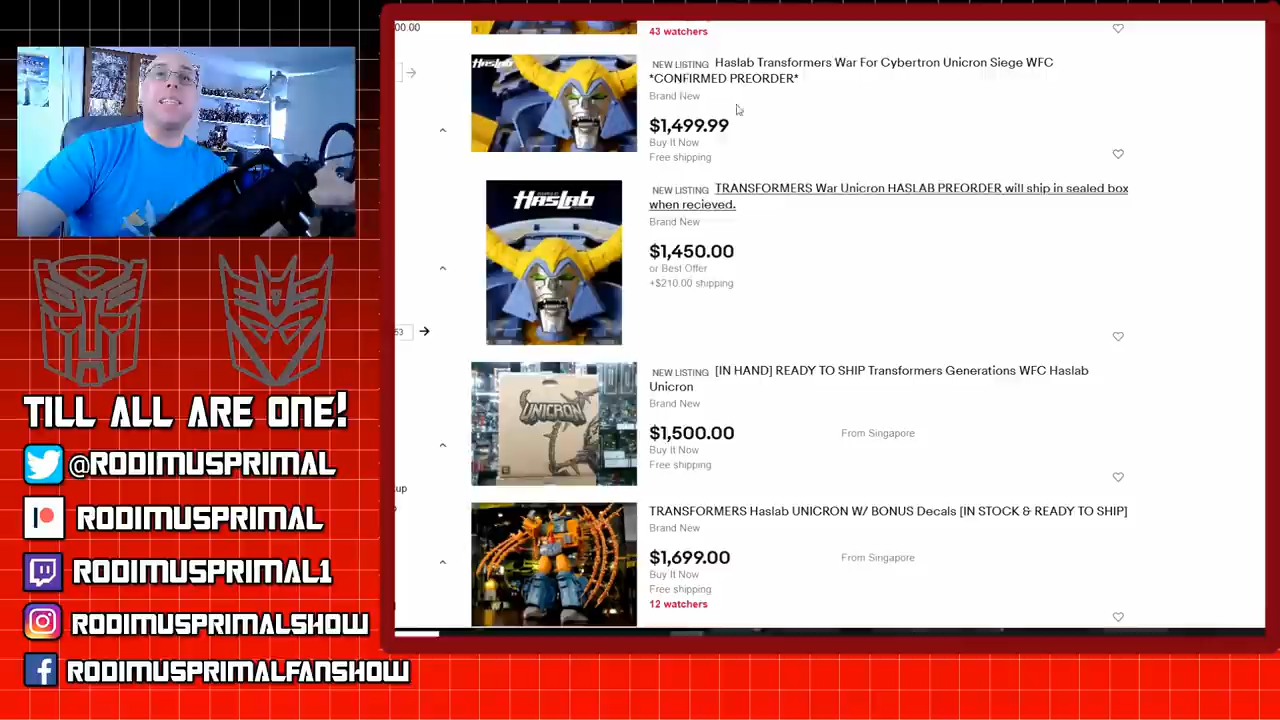 TILL ALL ARE ONE!
@RODIMUSPRIMAL
RODIMUSPRIMAL
RODIMUSPRIMAL1
RODIMUSPRIMALSHOW
RODIMUSPRIMALFANSHOW
00.00
43 watchers
HasLab
NEW LISTING Haslab Transformers War For Cybertron Unicron Siege WFC
*CONFIRMED PREORDER*
Brand New
$1,499.99
Buy It Now
Free shipping
HASLAB
NEW LISTING TRANSFORMERS War Unicron HASLAB PREORDER will ship in sealed box
when recieved.
Brand New
$1,450.00
or Best Offer
+$210.00 shipping
53
UNICRON
NEW LISTING [IN HAND] READY TO SHIP Transformers Generations WFC Haslab
Unicron
Brand New
$1,500.00
From Singapore
Buy It Now
Free shipping
TRANSFORMERS Haslab UNICRON W/ BONUS Decals [IN STOCK & READY TO SHIP]
Brand New
$1,699.00
From Singapore
Buy It Now
Free shipping
12 watchers